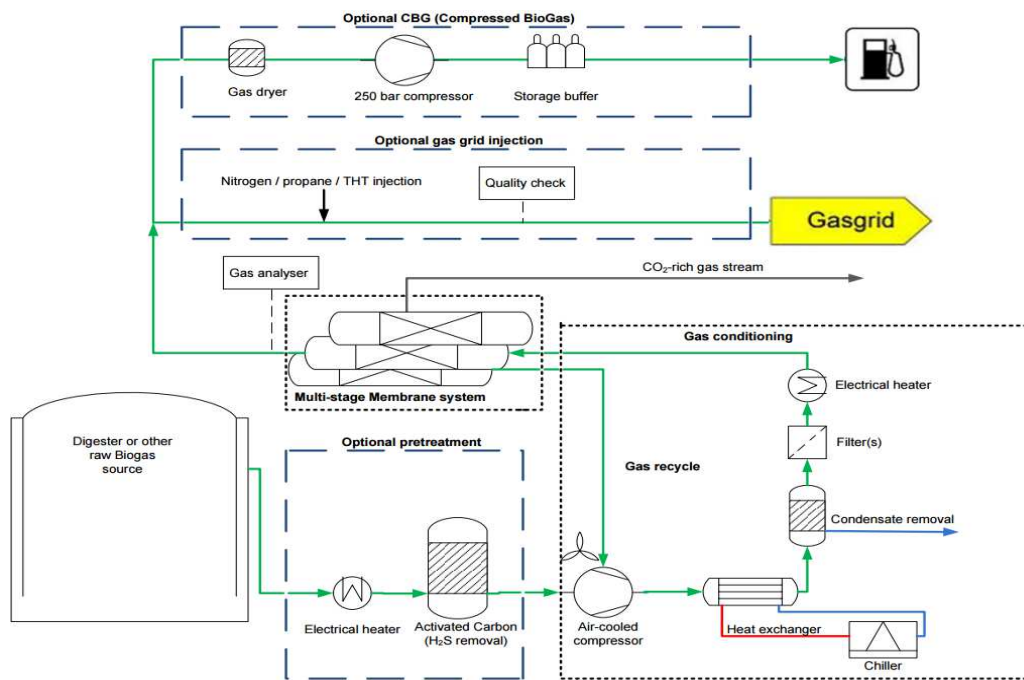 Optional CBG (Compressed BioGas)
Gas dryer
250 bar compressor
Storage buffer
Optional gas grid injection
Nitrogen / propane / THT injection
Quality check
Gasgrid
Gas analyser
CO₂-rich gas stream
Gas conditioning
Multi-stage Membrane system
Electrical heater
Digester or other
raw Biogas
source
Optional pretreatment
Filter(s)
Gas recycle
Condensate removal
Electrical heater
Activated Carbon
(H₂S removal)
Air-cooled
compressor
Heat exchanger
Chiller